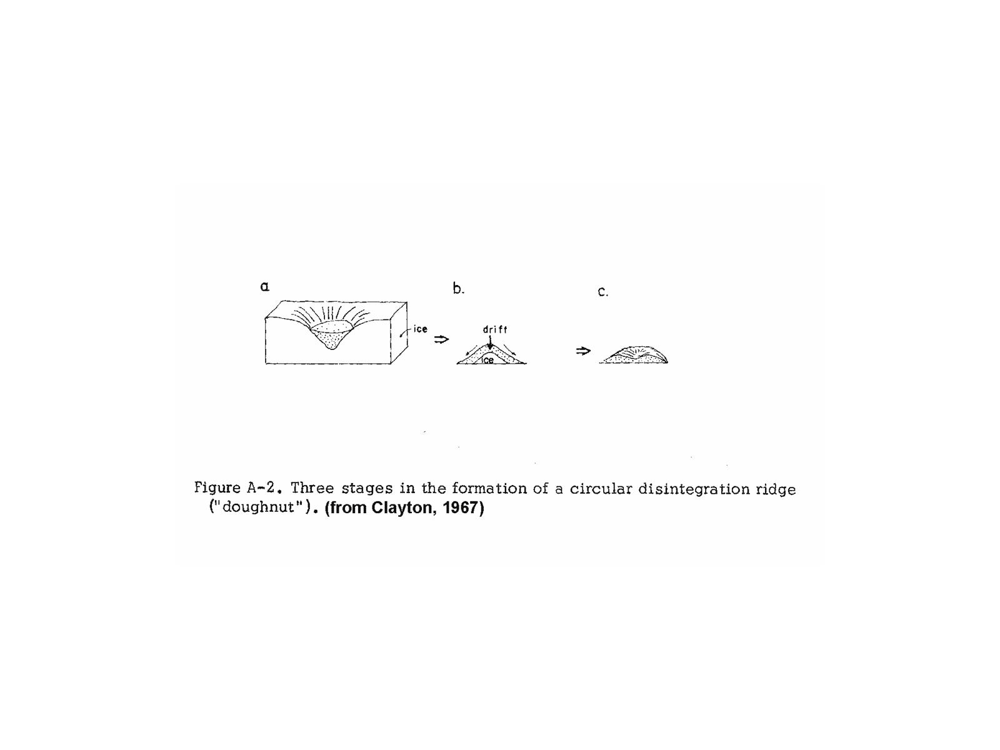 a
b.
c.
ice
⇒
drift
⇒
ice
Figure A-2. Three stages in the formation of a circular disintegration ridge
("doughnut"). (from Clayton, 1967)